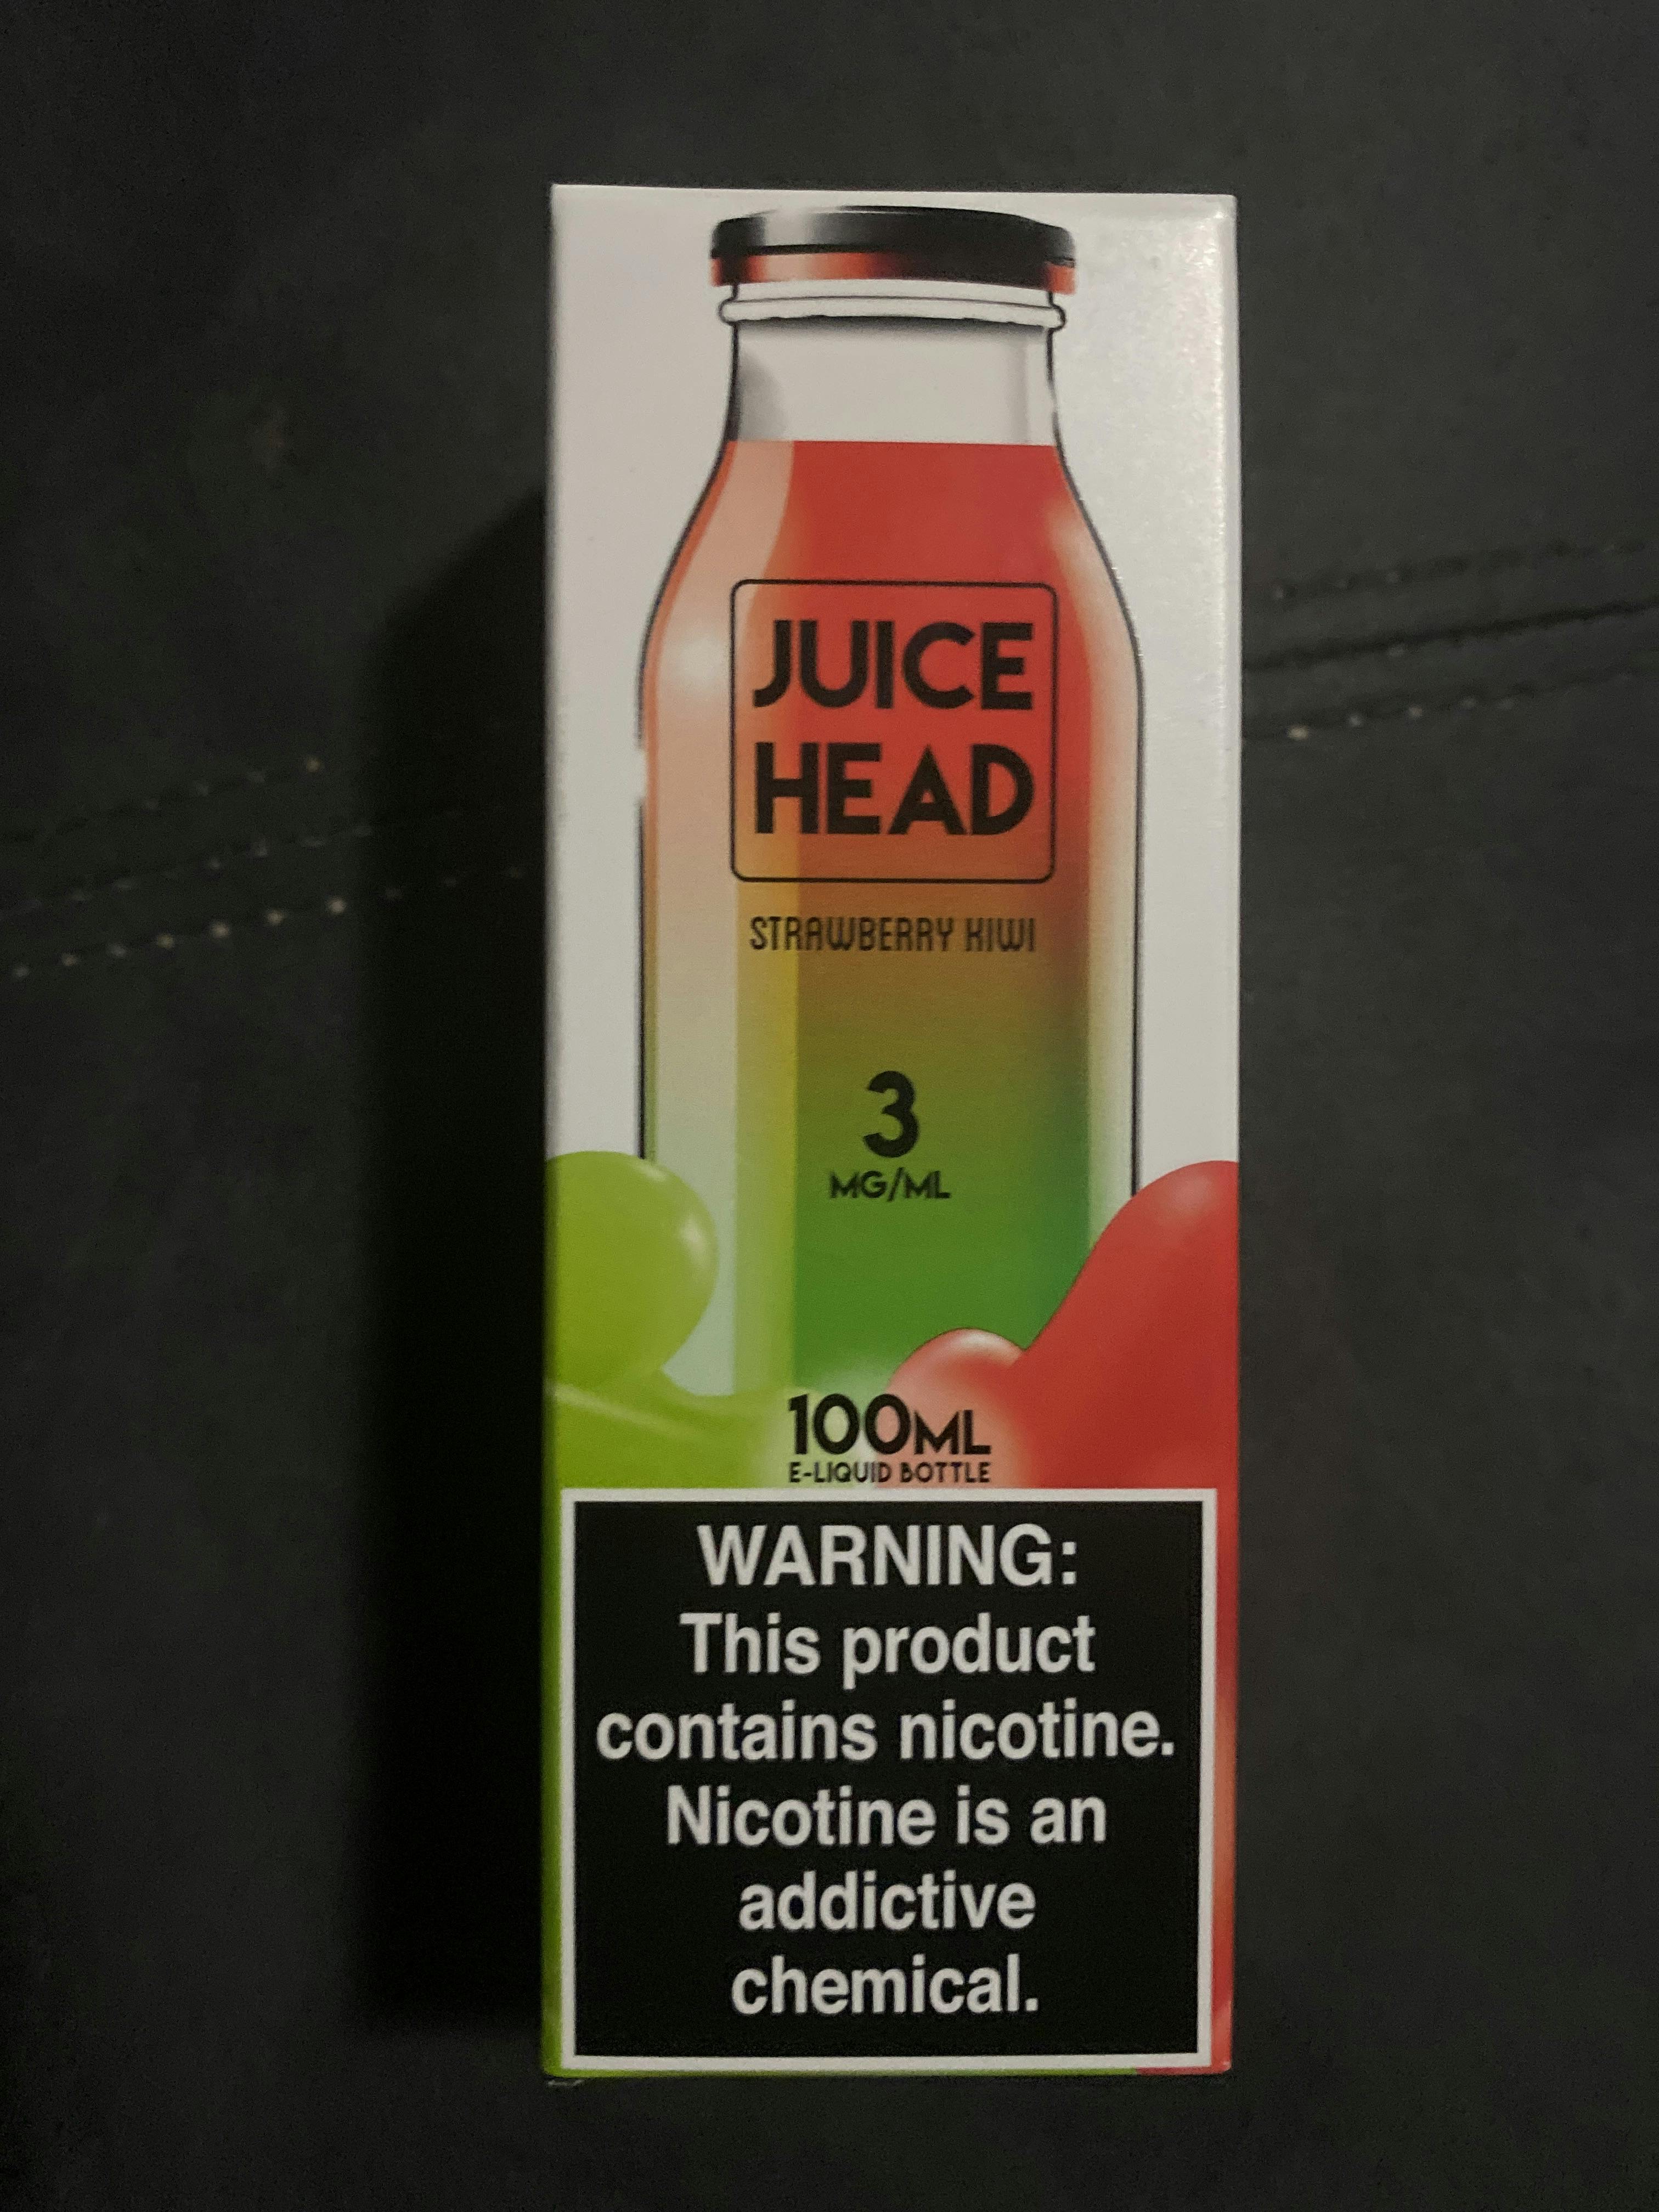 JUICE
HEAD
STRAWBERRY KIWI
3
MG/ML
100ML
E-LIQUID BOTTLE
WARNING:
This product
contains nicotine.
Nicotine is an
addictive
chemical.